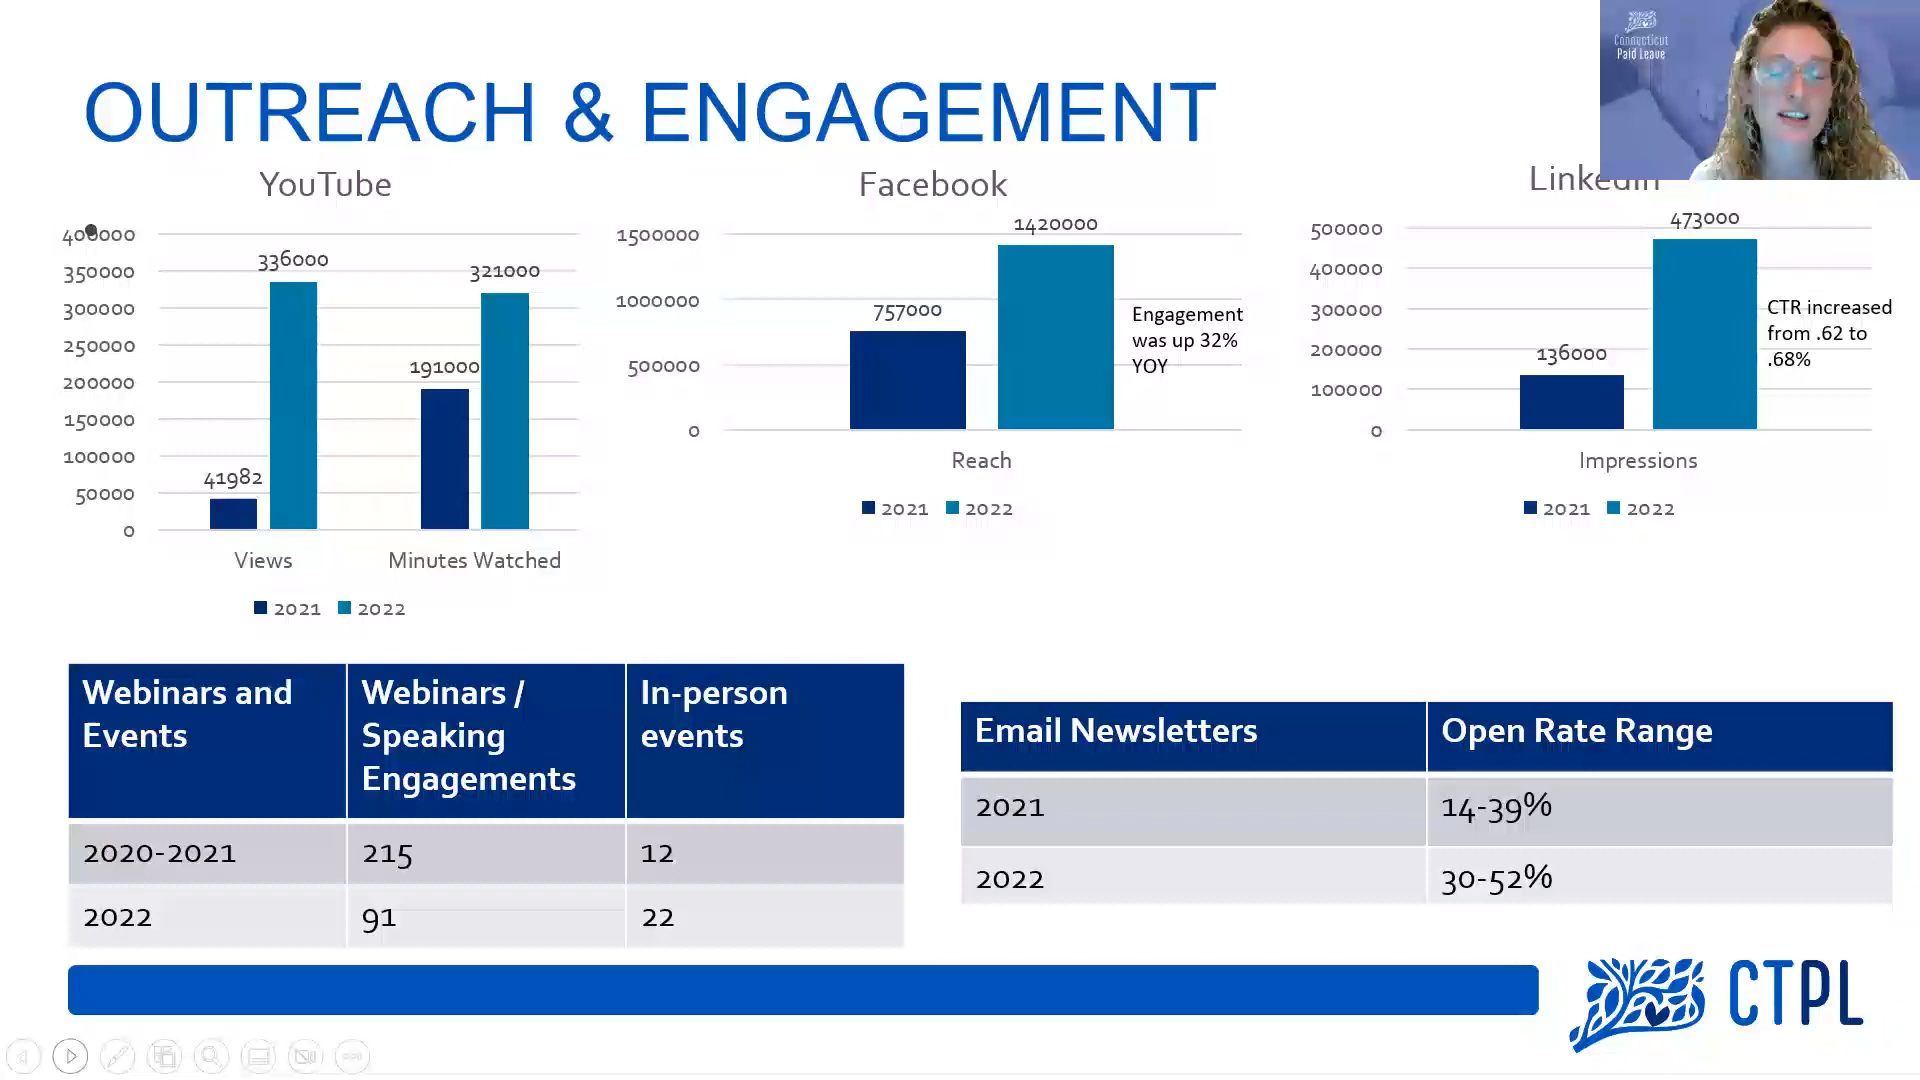 Connecticut
Paid Leave
OUTREACH & ENGAGEMENT
YouTube
400000
350000
300000
250000
200000
150000
100000
50000
0
41982
336000
191000
321000
Views
Minutes Watched
2021
2022
Facebook
1500000
1000000
500000
0
757000
1420000
Engagement
was up 32%
YOY
Reach
2021
2022
LinkedIn
500000
400000
300000
200000
100000
0
136000
473000
CTR increased
from .62 to
.68%
Impressions
2021
2022
Webinars and
Events
Webinars /
Speaking
Engagements
In-person
events
2020-2021
215
12
2022
91
22
Email Newsletters
Open Rate Range
2021
14-39%
2022
30-52%
CTPL